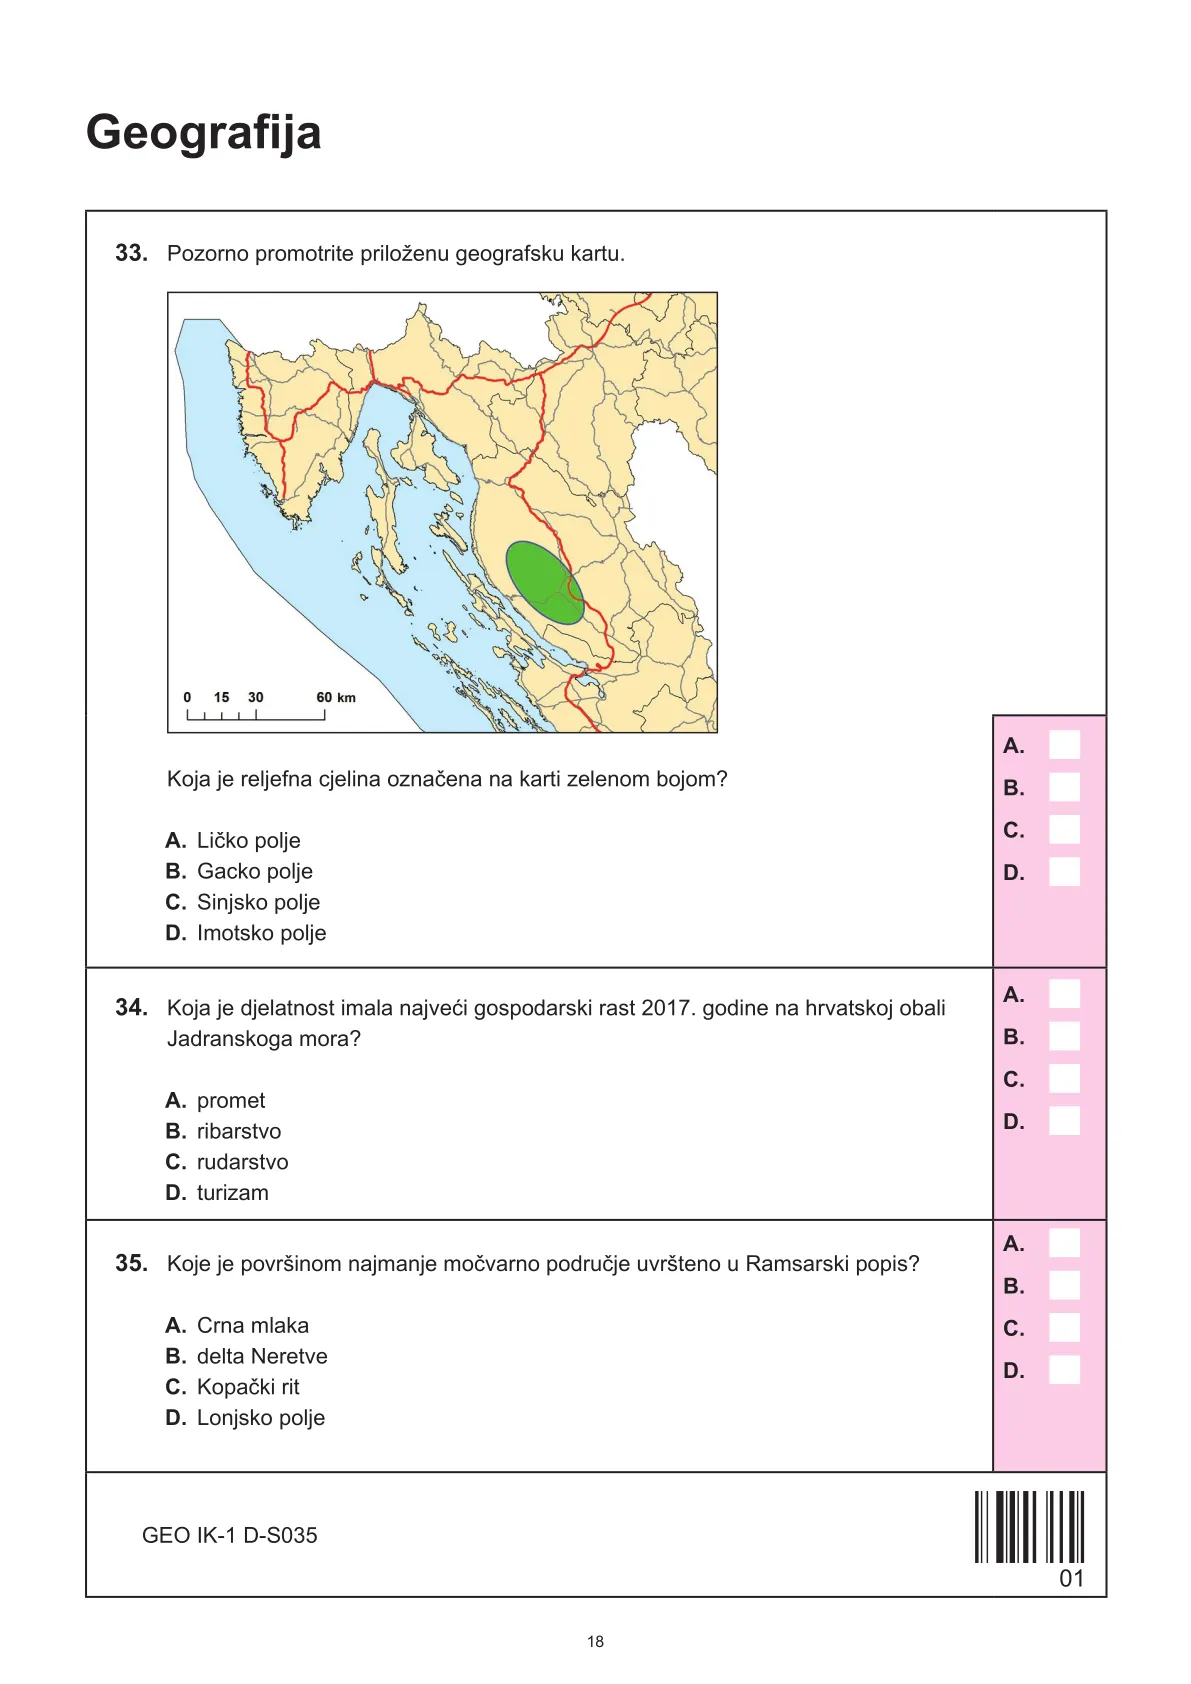 Geografija
33. Pozorno promotrite priloženu geografsku kartu.
0 15 30 60 km
Koja je reljefna cjelina označena na karti zelenom bojom?
A. Ličko polje
B. Gacko polje
C. Sinjsko polje
D. Imotsko polje
A.
B.
C.
D.
34. Koja je djelatnost imala najveći gospodarski rast 2017. godine na hrvatskoj obali
Jadranskoga mora?
A. promet
B. ribarstvo
C. rudarstvo
D. turizam
A.
B.
C.
D.
35. Koje je površinom najmanje močvarno područje uvršteno u Ramsarski popis?
A. Crna mlaka
B. delta Neretve
C. Kopački rit
D. Lonjsko polje
A.
B.
C.
D.
GEO IK-1 D-S035
01
18